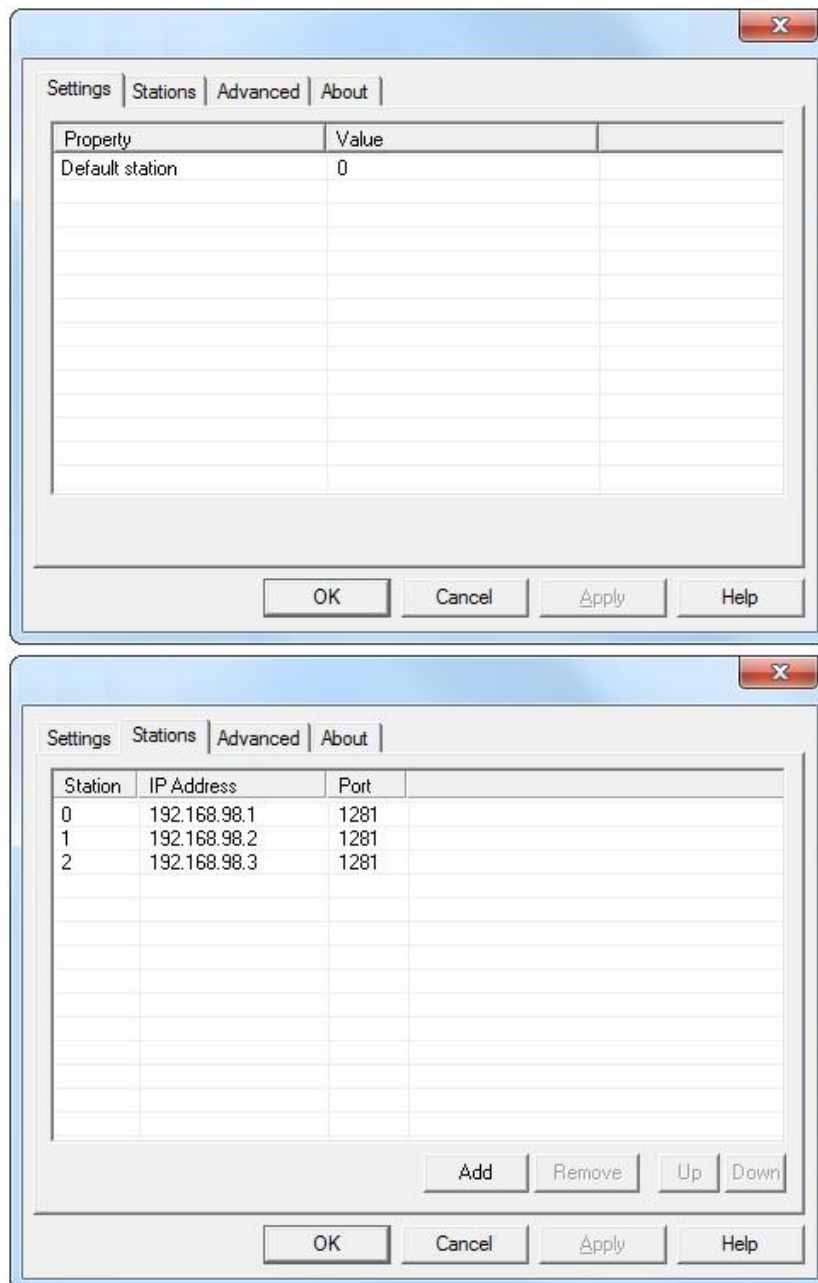 Settings Stations Advanced About
Property Value
Default station 0
OK Cancel Apply Help
Settings Stations Advanced About
Station IP Address Port
0 192.168.98.1 1281
1 192.168.98.2 1281
2 192.168.98.3 1281
Add Remove Up Down
OK Cancel Apply Help